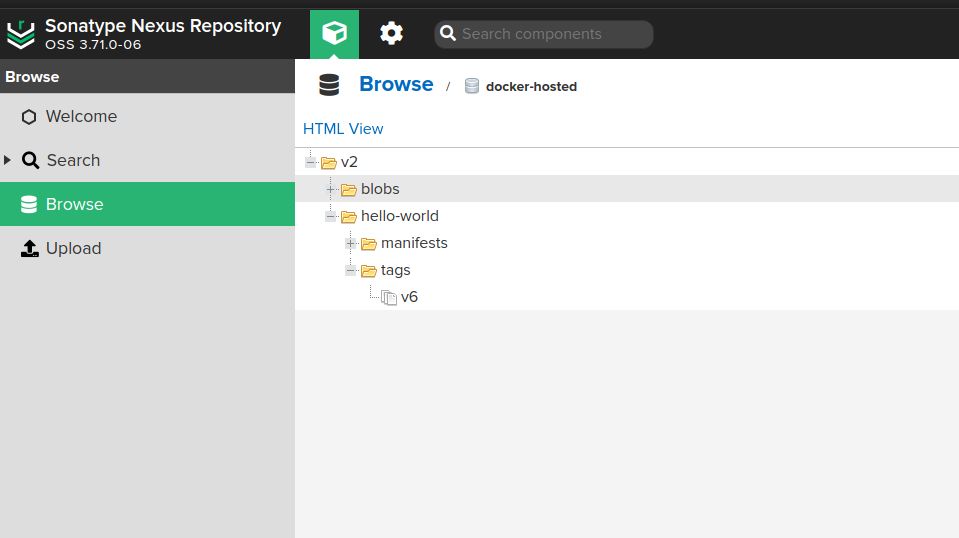 Sonatype Nexus Repository
OSS 3.71.0-06
Search components
Browse
Welcome
Search
Browse
Upload
Browse / docker-hosted
HTML View
v2
blobs
hello-world
manifests
tags
v6